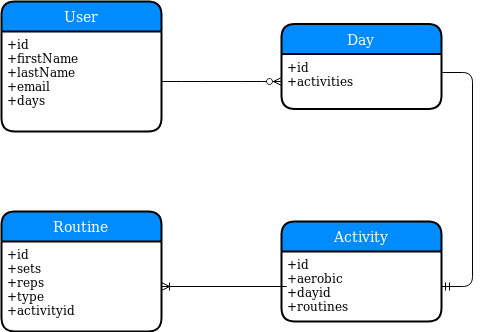 User
+id
+firstName
+lastName
+email
+days
Day
+id
+activities
Routine
+id
+sets
+reps
+type
+activityid
Activity
+id
+aerobic
+dayid
+routines